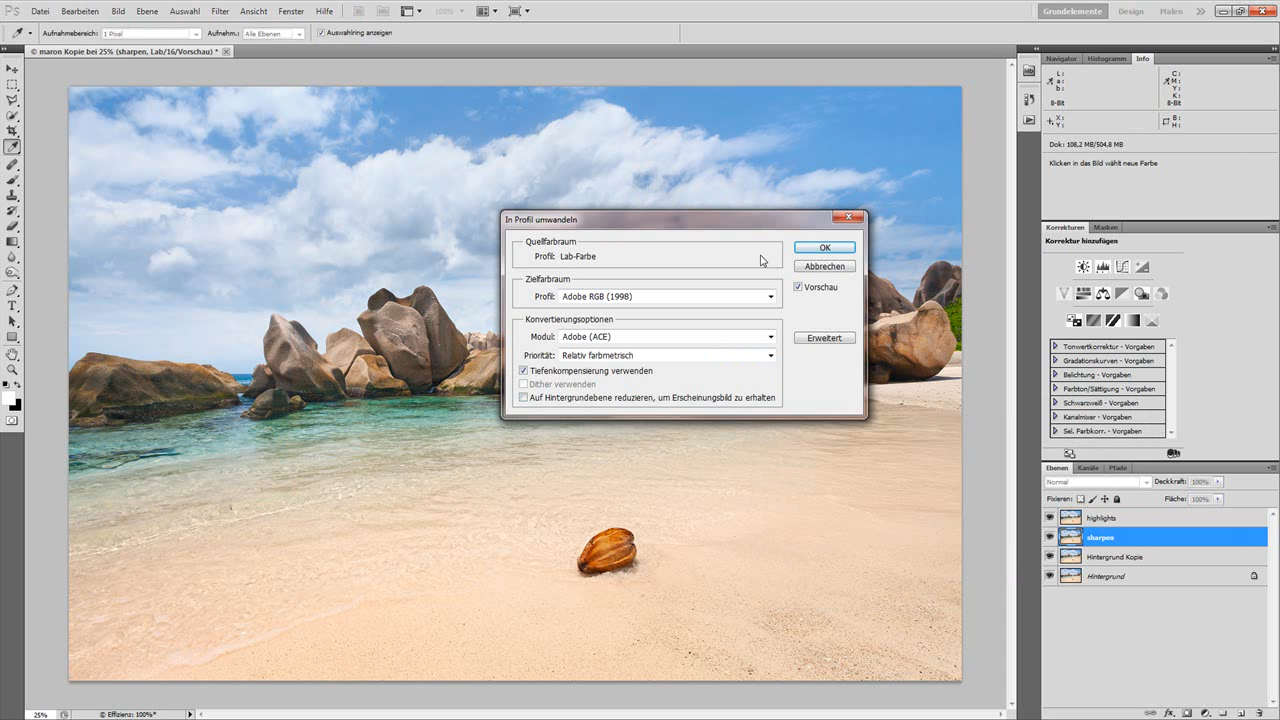 Ps Datei Bearbeiten Bild Ebene Auswahl Filter Ansicht Analyse Fenster Hilfe 100% Grundelemente Design Malen
Aufnahmebereich: 1 Pixel Aufnehm.: Alle Ebenen Auswahlring anzeigen
© maron Kopie bei 25% (sharpen, Lab/16/Vorschau) *
Navigator Histogramm Info
L: C:
a: M:
b: Y:
K:
8-Bit 8-Bit
X: B:
Y: H:
Dok: 108,2 MB/504,8 MB
Klicken in das Bild wählt neue Farbe
In Profil umwandeln
Quellfarbraum
Profil: Lab-Farbe
Zielfarbraum
Profil: Adobe RGB (1998)
Konvertierungsoptionen
Modul: Adobe (ACE)
Priorität: Relativ farbmetrisch
Tiefenkompensierung verwenden
Dither verwenden
Auf Hintergrundebene reduzieren, um Erscheinungsbild zu erhalten
OK
Abbrechen
Vorschau
Erweitert
Korrekturen Masken
Korrektur hinzufügen
Tonwertkorrektur - Vorgaben
Gradationskurven - Vorgaben
Belichtung - Vorgaben
Farbton/Sättigung - Vorgaben
Schwarzweiß - Vorgaben
Kanalmixer - Vorgaben
Sel. Farbkorr. - Vorgaben
Ebenen Kanäle Pfade
Normal Deckkraft: 100%
Fixieren: Fläche: 100%
highlights
sharpen
Hintergrund Kopie
Hintergrund
25% © Effizienz: 100%*